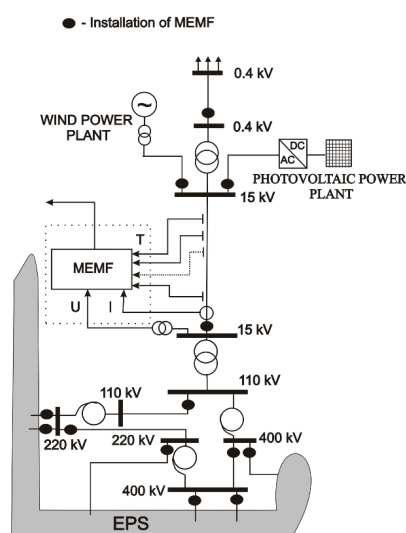 - Installation of MEMF
0.4 kV
0.4 kV
~
WIND POWER
PLANT
DC
AC
PHOTOVOLTAIC POWER
PLANT
15 kV
T
MEMF
U
I
15 kV
110 kV
110 kV
220 kV
220 kV
400 kV
400 kV
EPS